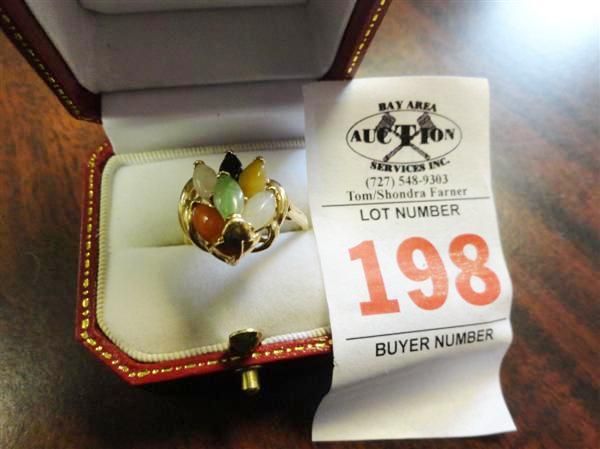 BAY AREA
AUCTION
SERVICES INC.
(727) 548-9303
Tom/Shondra Farner
LOT NUMBER
198
BUYER NUMBER